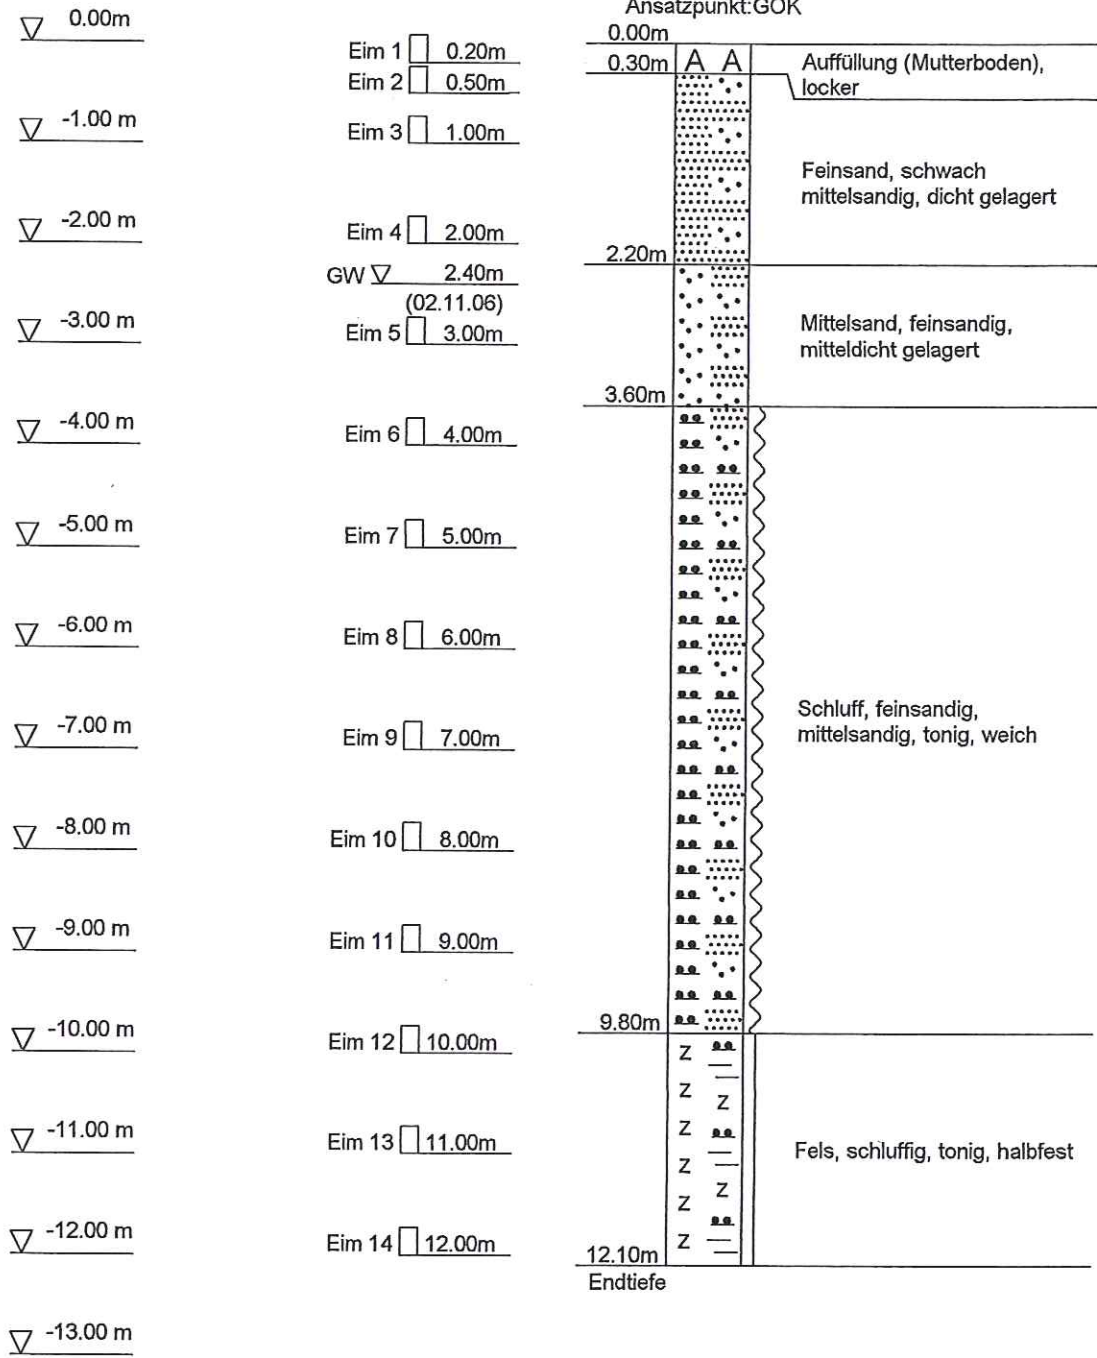 Ansatzpunkt:GOK
0.00m
0.00m
Eim 1 0.20m
0.30m
A A
Auffüllung (Mutterboden),
locker
Eim 2 0.50m
-1.00 m
Eim 3 1.00m
Feinsand, schwach
mittelsandig, dicht gelagert
-2.00 m
Eim 4 2.00m
2.20m
GW 2.40m
(02.11.06)
-3.00 m
Eim 5 3.00m
Mittelsand, feinsandig,
mitteldicht gelagert
3.60m
-4.00 m
Eim 6 4.00m
-5.00 m
Eim 7 5.00m
-6.00 m
Eim 8 6.00m
-7.00 m
Eim 9 7.00m
Schluff, feinsandig,
mittelsandig, tonig, weich
-8.00 m
Eim 10 8.00m
-9.00 m
Eim 11 9.00m
9.80m
-10.00 m
Eim 12 10.00m
Z
Z
Z
-11.00 m
Eim 13 11.00m
Z
Fels, schluffig, tonig, halbfest
Z
Z
Z
-12.00 m
Eim 14 12.00m
Z
12.10m
Endtiefe
-13.00 m